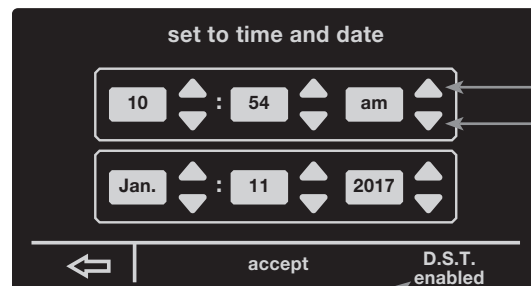 set to time and date
10 : 54 am
Jan. : 11 2017
accept
D.S.T.
enabled